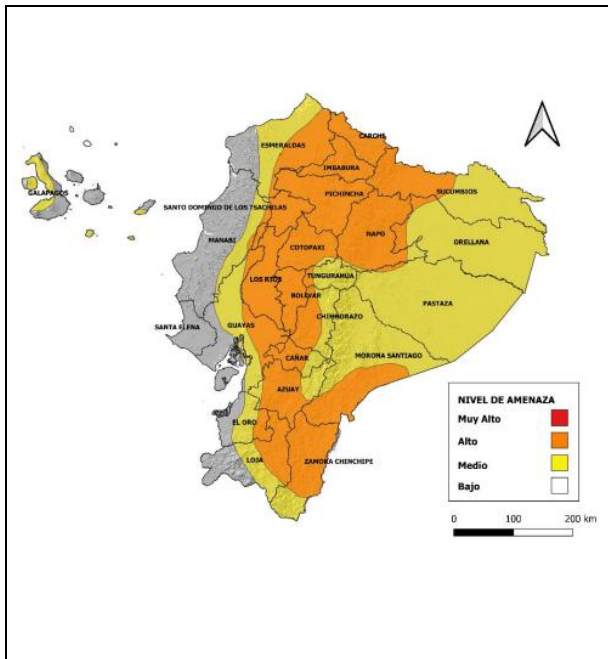 CARCHI
ESMERALDAS
IMBABURA
GALAPAGOS
PICHINCHA
SUCUMBIOS
SANTO DOMINGO DE LOS TSACHILAS
NAPO
MANABI
COTOPAXI
ORELLANA
TUNGURAHUA
LOS RIOS
BOLIVAR
PASTAZA
CHIMBORAZO
SANTA ELENA
GUAYAS
MORONA SANTIAGO
CAÑAR
AZUAY
EL ORO
LOJA
ZAMORA CHINCHIPE
NIVEL DE AMENAZA
Muy Alto
Alto
Medio
Bajo
0 100 200 km